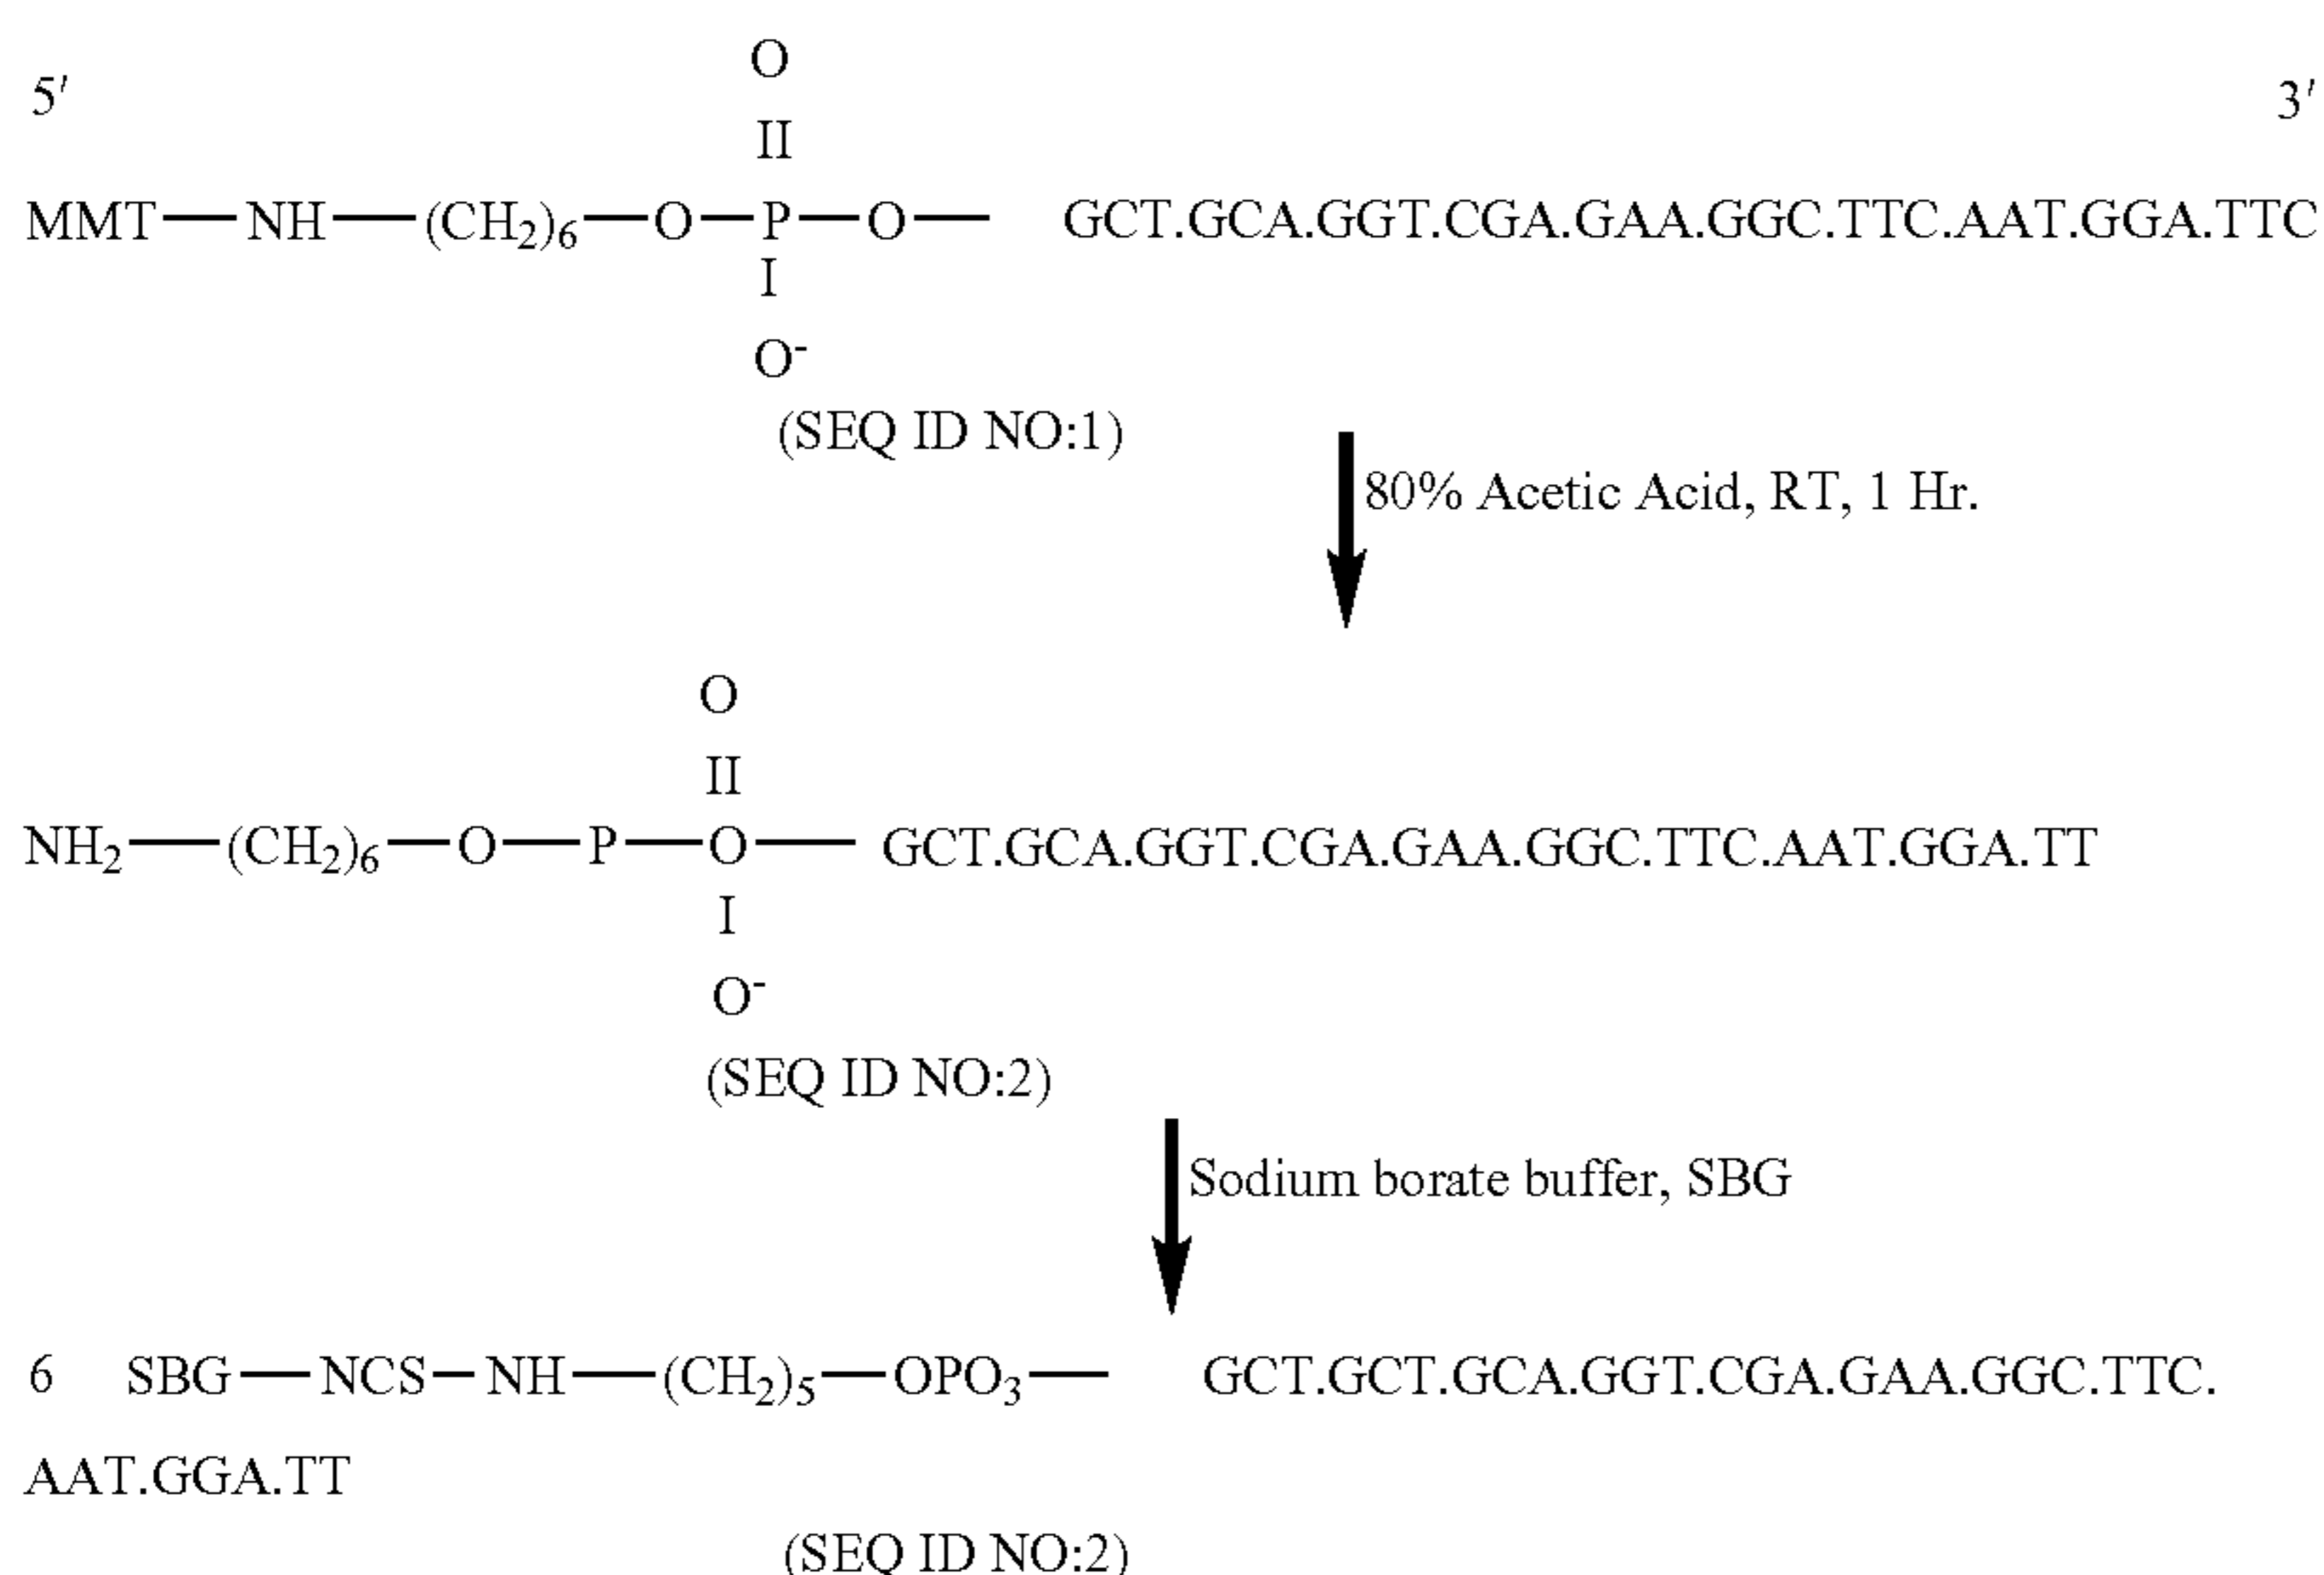 O
5′ 3′
II
MMT—NH—(CH₂)₆—O—P—O— GCT.GCA.GGT.CGA.GAA.GGC.TTC.AAT.GGA.TTC
I
O⁻
(SEQ ID NO:1)
80% Acetic Acid, RT, 1 Hr.
O
II
NH₂—(CH₂)₆—O—P—O— GCT.GCA.GGT.CGA.GAA.GGC.TTC.AAT.GGA.TT
I
O⁻
(SEQ ID NO:2)
Sodium borate buffer, SBG
6 SBG—NCS—NH—(CH₂)₅—OPO₃— GCT.GCT.GCA.GGT.CGA.GAA.GGC.TTC.
AAT.GGA.TT
(SEQ ID NO:2)